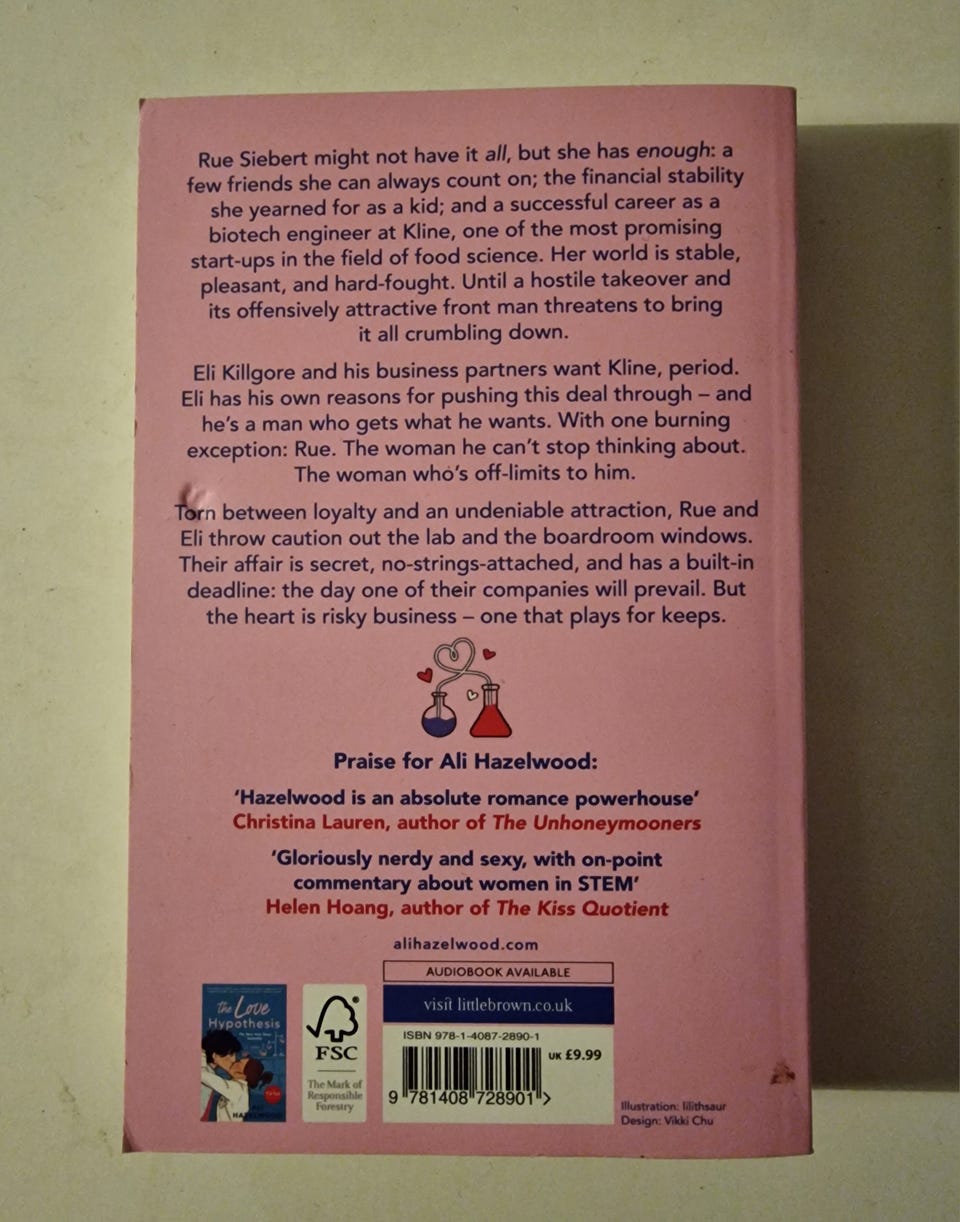 Rue Siebert might not have it all, but she has enough: a
few friends she can always count on; the financial stability
she yearned for as a kid; and a successful career as a
biotech engineer at Kline, one of the most promising
start-ups in the field of food science. Her world is stable,
pleasant, and hard-fought. Until a hostile takeover and
its offensively attractive front man threatens to bring
it all crumbling down.
Eli Killgore and his business partners want Kline, period.
Eli has his own reasons for pushing this deal through – and
he's a man who gets what he wants. With one burning
exception: Rue. The woman he can't stop thinking about.
The woman who's off-limits to him.
Torn between loyalty and an undeniable attraction, Rue and
Eli throw caution out the lab and the boardroom windows.
Their affair is secret, no-strings-attached, and has a built-in
deadline: the day one of their companies will prevail. But
the heart is risky business – one that plays for keeps.
Praise for Ali Hazelwood:
'Hazelwood is an absolute romance powerhouse'
Christina Lauren, author of The Unhoneymooners
'Gloriously nerdy and sexy, with on-point
commentary about women in STEM'
Helen Hoang, author of The Kiss Quotient
alihazelwood.com
AUDIOBOOK AVAILABLE
visit littlebrown.co.uk
the Love
Hypothesis
HAZELWOOD
FSC
The Mark of
Responsible
Forestry
ISBN 978-1-4087-2890-1
UK £9.99
9 781408 728901 >
Illustration: lilithsaur
Design: Vikki Chu